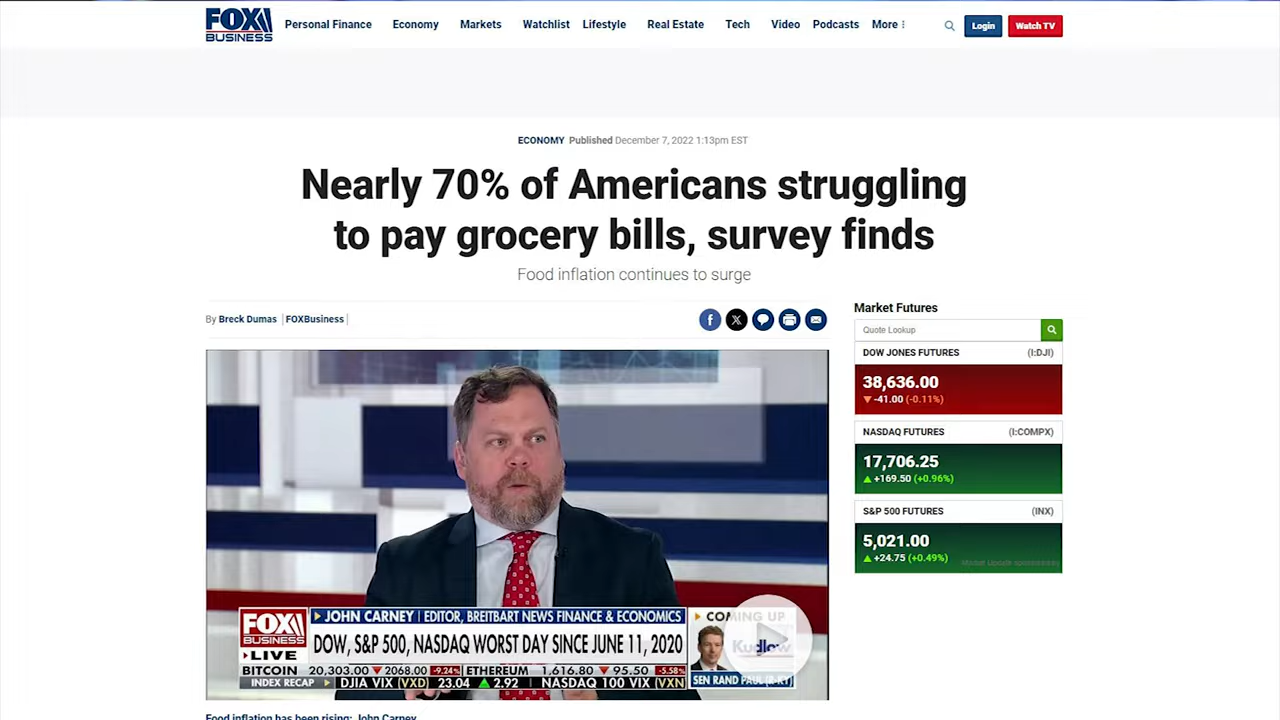 FOX
BUSINESS
Personal Finance Economy Markets Watchlist Lifestyle Real Estate Tech Video Podcasts More Login Watch TV
ECONOMY Published December 7, 2022 1:13pm EST
Nearly 70% of Americans struggling
to pay grocery bills, survey finds
Food inflation continues to surge
By Breck Dumas | FOXBusiness |
Market Futures
Quote Lookup
DOW JONES FUTURES (I:DJI)
38,636.00
▼ -41.00 (-0.11%)
NASDAQ FUTURES (I:COMPX)
17,706.25
▲ +169.50 (+0.96%)
S&P 500 FUTURES (INX)
5,021.00
▲ +24.75 (+0.49%)
FOX
BUSINESS
LIVE
JOHN CARNEY | EDITOR, BREITBART NEWS FINANCE & ECONOMICS
DOW, S&P 500, NASDAQ WORST DAY SINCE JUNE 11, 2020
COMING UP
Kudlow
SEN RAND PAUL (R-KY)
BITCOIN 20,303.00 ▼ 2068.00 -9.24% ETHEREUM 1,616.80 ▼ 95.50 -5.58%
INDEX RECAP DJIA VIX (VXD) 23.04 ▲ 2.92 NASDAQ 100 VIX (VXN)
Food inflation has been rising: John Carney